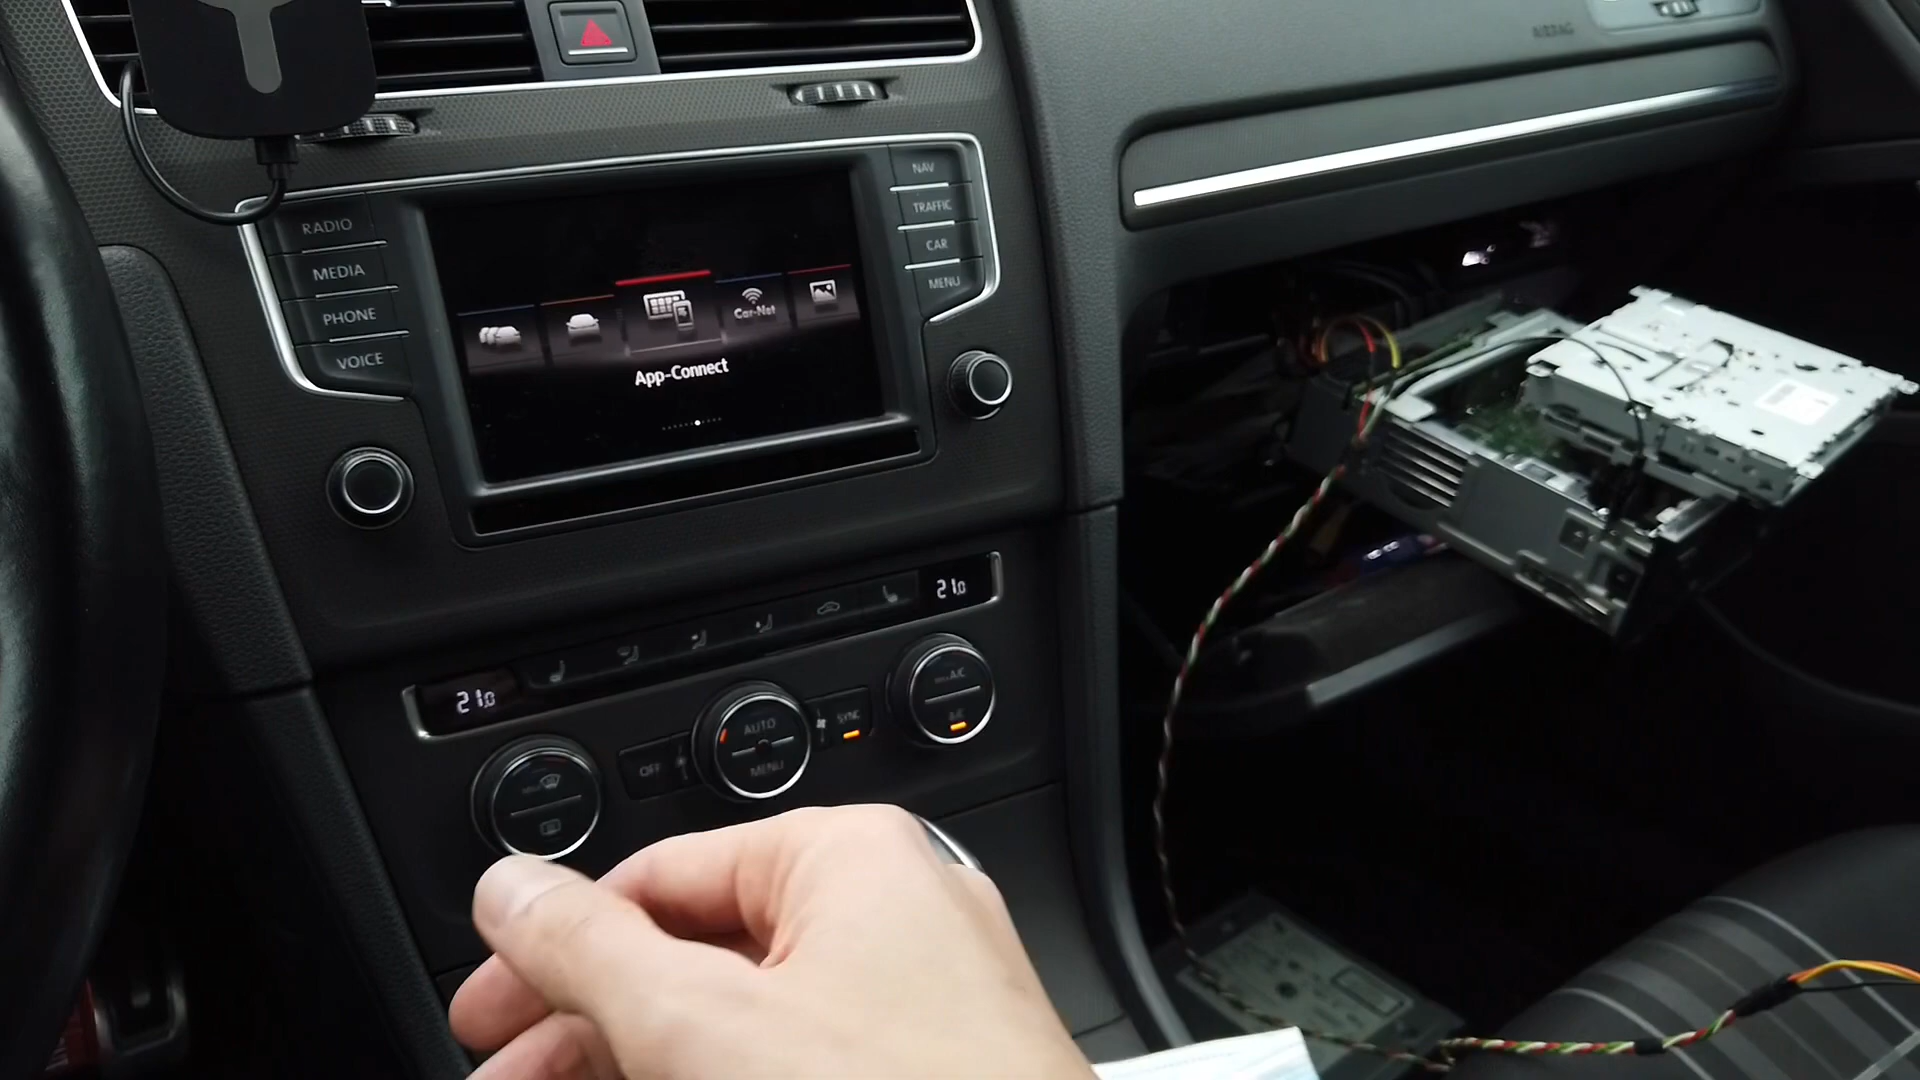 AIRBAG
NAV
RADIO
TRAFFIC
MEDIA
CAR
PHONE
MENU
VOICE
Car-Net
App-Connect
21.0
21.0
AUTO
MENU
OFF
SYNC
A/C
A/C